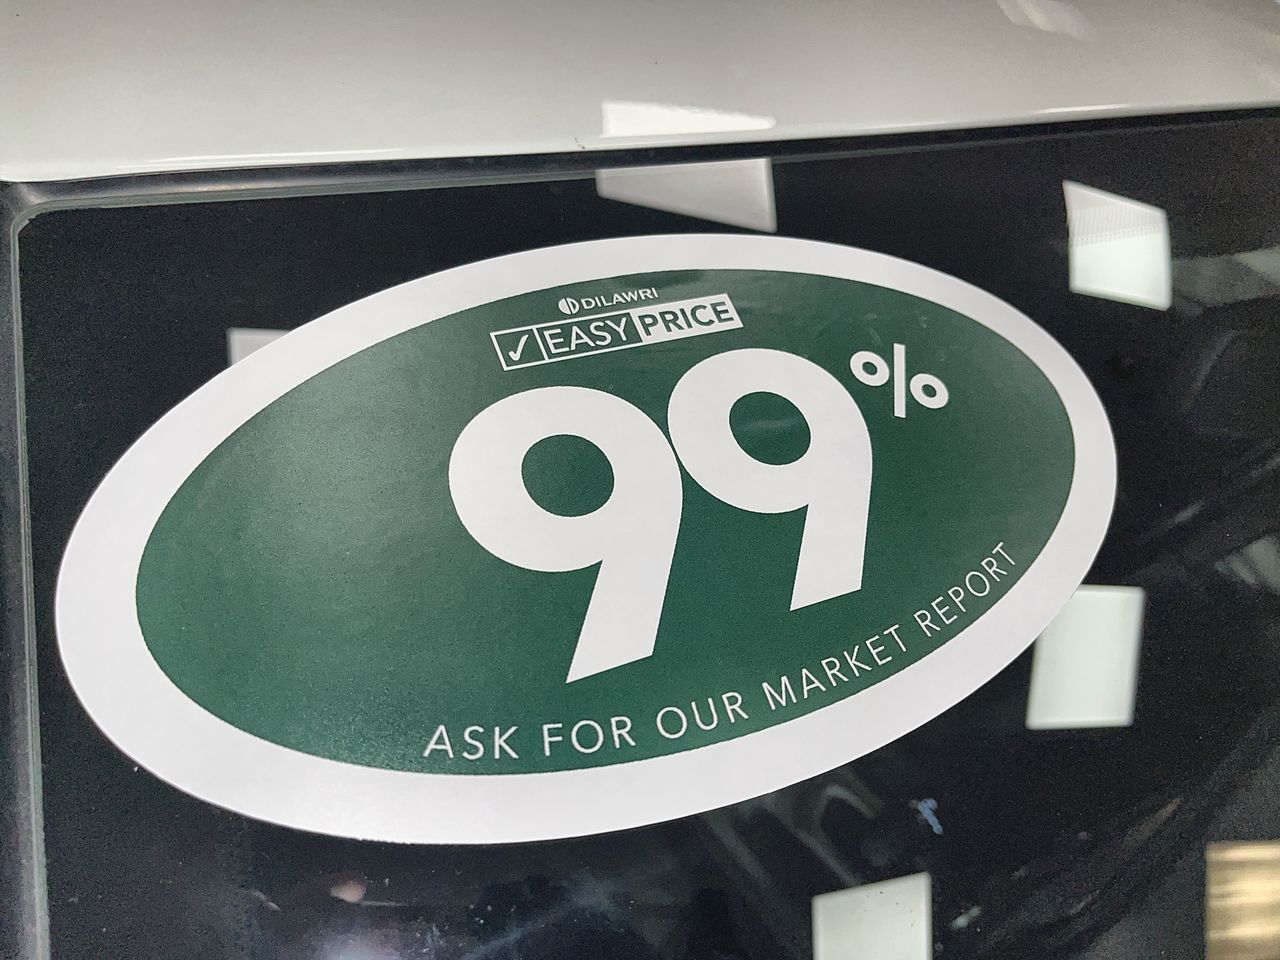 DILAWRI
✓ EASY PRICE
99%
ASK FOR OUR MARKET REPORT